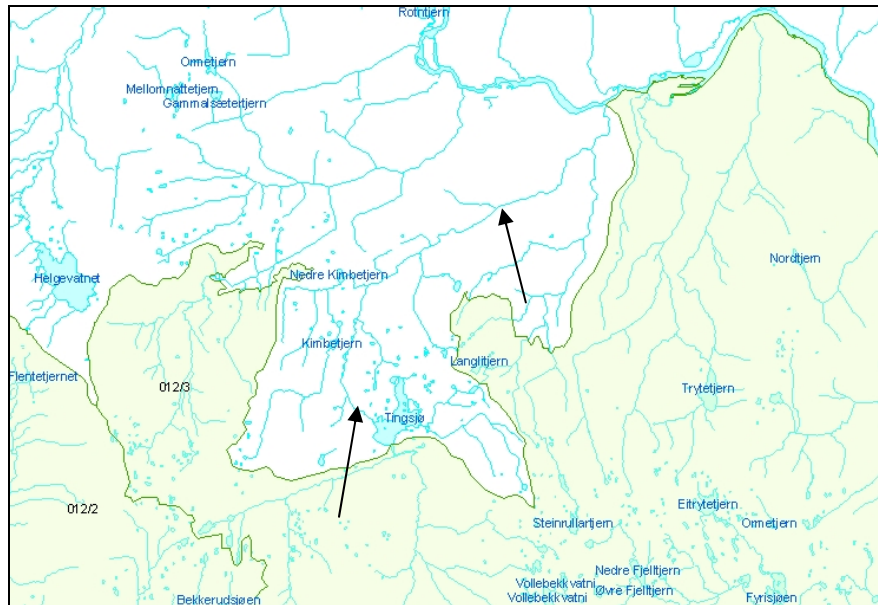 Rotntjern
Ormetjern
Mellomnattetjern
Gammalsætertjern
Nordtjern
Helgevatnet
Nedre Kimbetjern
Kimbetjern
Langlitjern
Flentetjernet
012/3
Trytetjern
Tingsjø
Eitrytetjern
012/2
Steinrullartjern
Ormetjern
Nedre Fjelltjern
Vollebekkvatni
Øvre Fjelltjern
Vollebekkvatni
Bekkerudsjøen
Fyrisjøen